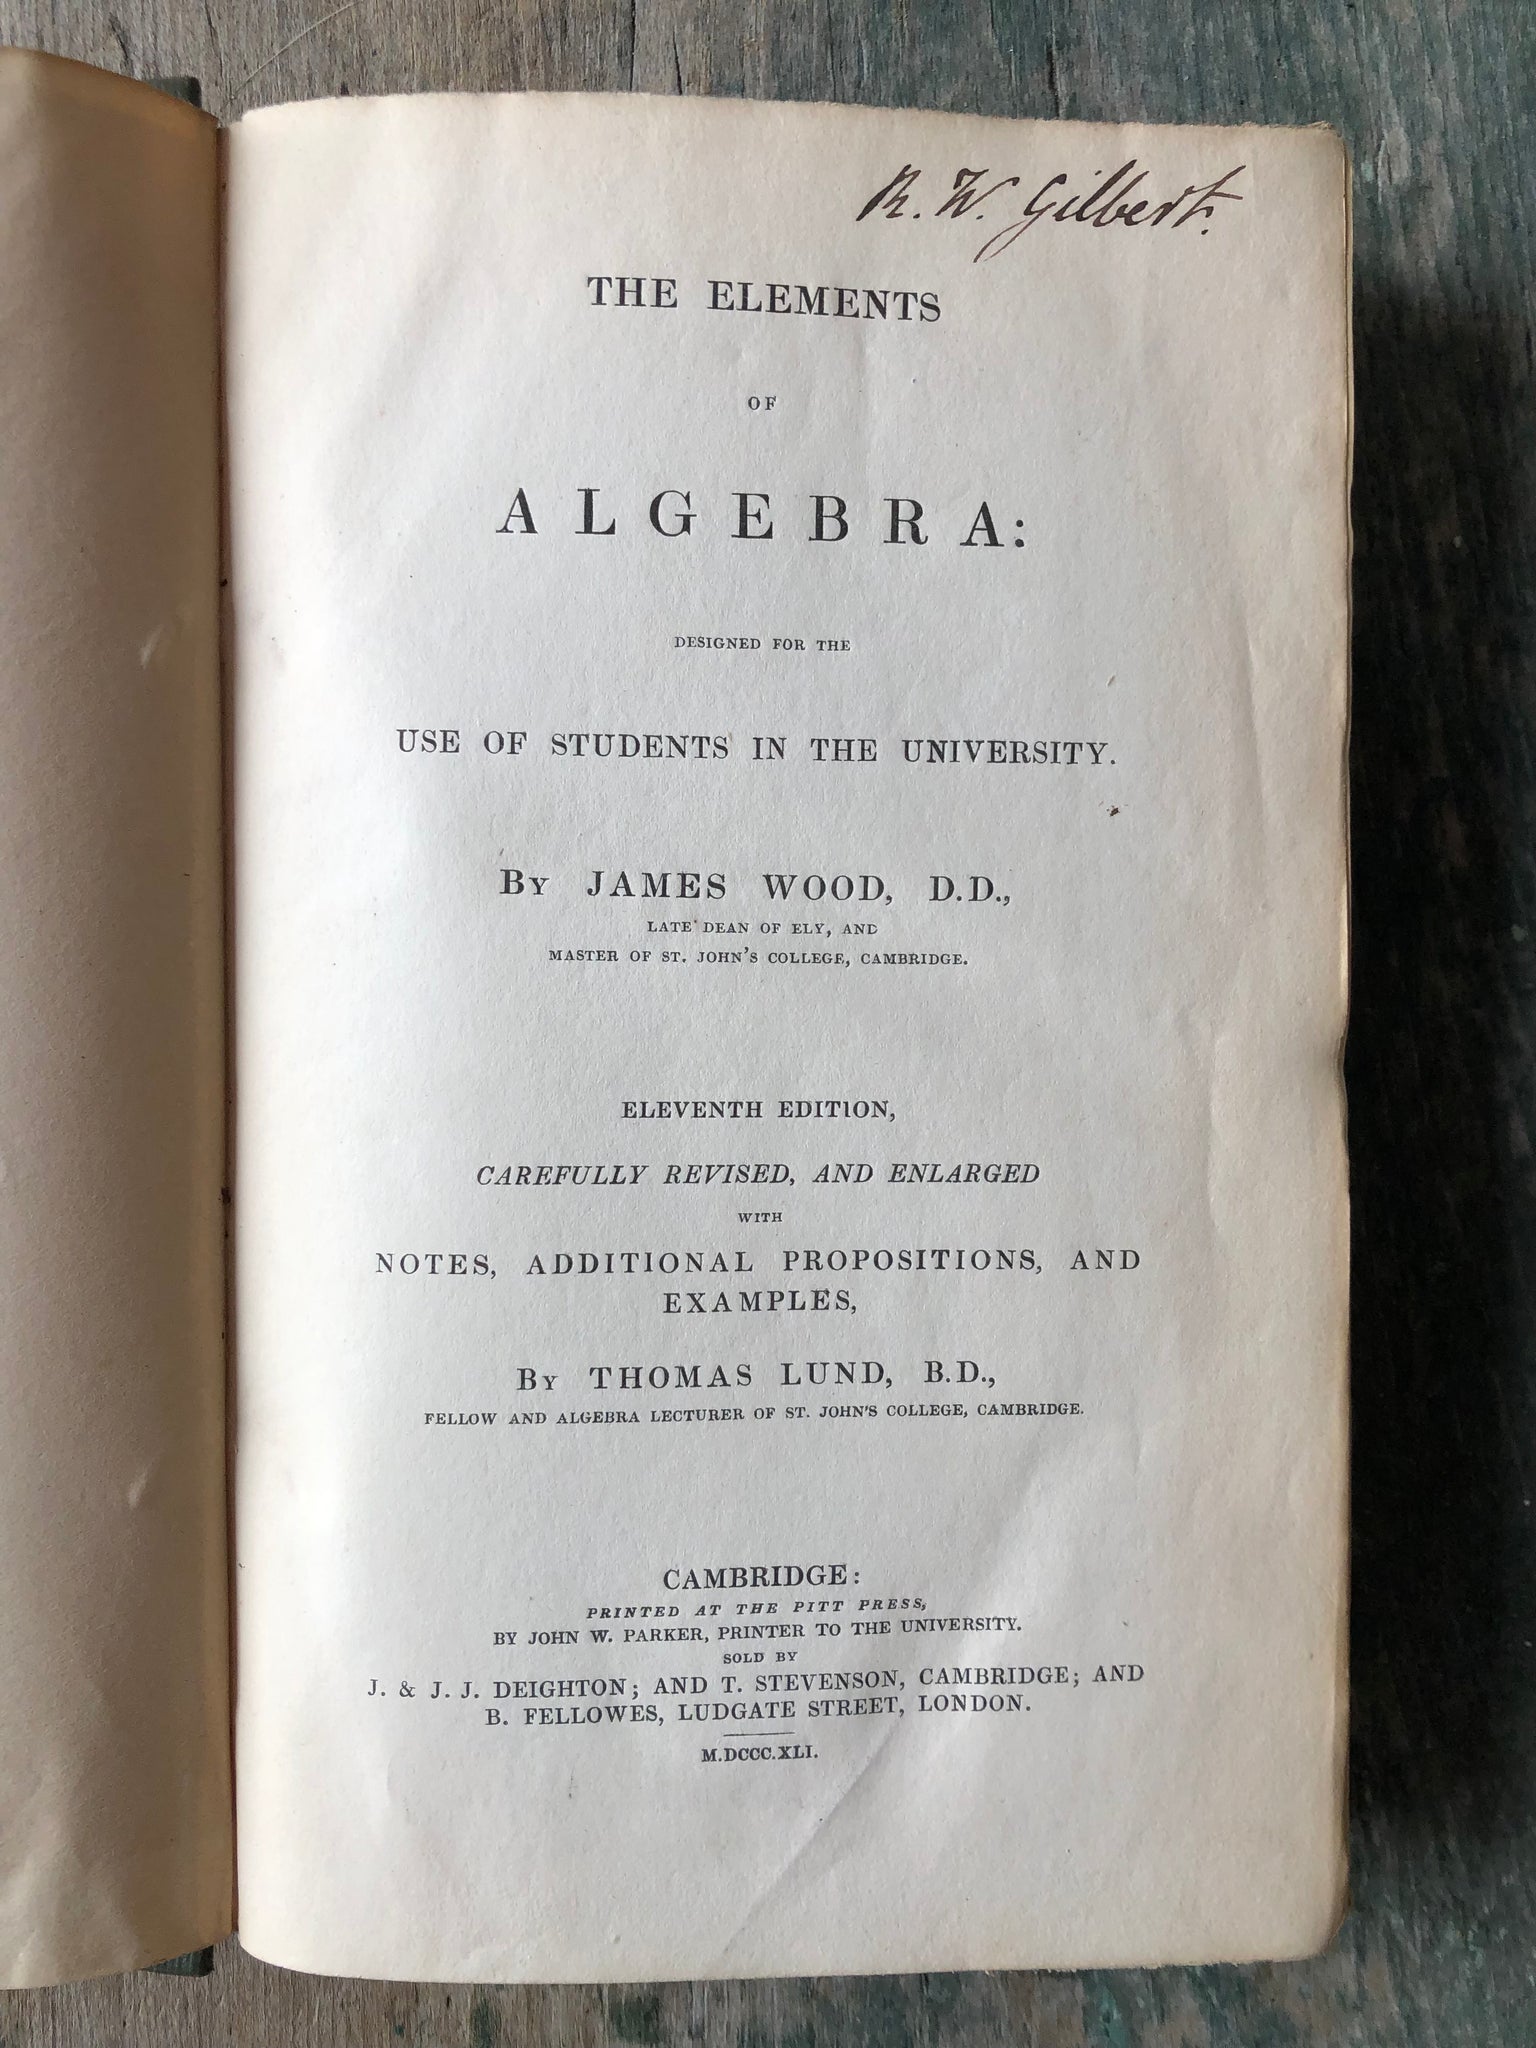 R. W. Gilbert.
THE ELEMENTS
OF
ALGEBRA:
DESIGNED FOR THE
USE OF STUDENTS IN THE UNIVERSITY.
By JAMES WOOD, D.D.,
LATE DEAN OF ELY, AND
MASTER OF ST. JOHN'S COLLEGE, CAMBRIDGE.
ELEVENTH EDITION,
CAREFULLY REVISED, AND ENLARGED
WITH
NOTES, ADDITIONAL PROPOSITIONS, AND
EXAMPLES,
By THOMAS LUND, B.D.,
FELLOW AND ALGEBRA LECTURER OF ST. JOHN'S COLLEGE, CAMBRIDGE.
CAMBRIDGE:
PRINTED AT THE PITT PRESS,
BY JOHN W. PARKER, PRINTER TO THE UNIVERSITY.
SOLD BY
J. & J. J. DEIGHTON; AND T. STEVENSON, CAMBRIDGE; AND
B. FELLOWES, LUDGATE STREET, LONDON.
M.DCCC.XLI.